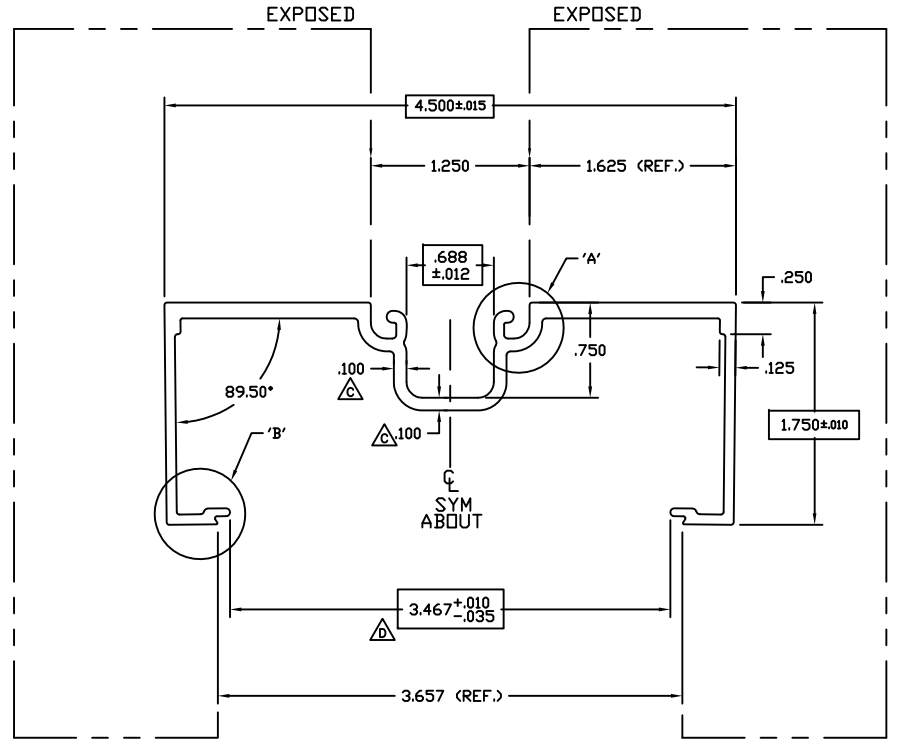 EXPOSED
EXPOSED
4.500±.015
1.250
1.625 (REF.)
.688
±.012
'A'
.250
.750
.100
C
.125
89.50°
'B'
C
.100
1.750±.010
CL
SYM
ABOUT
3.467+.010
-.035
D
3.657 (REF.)